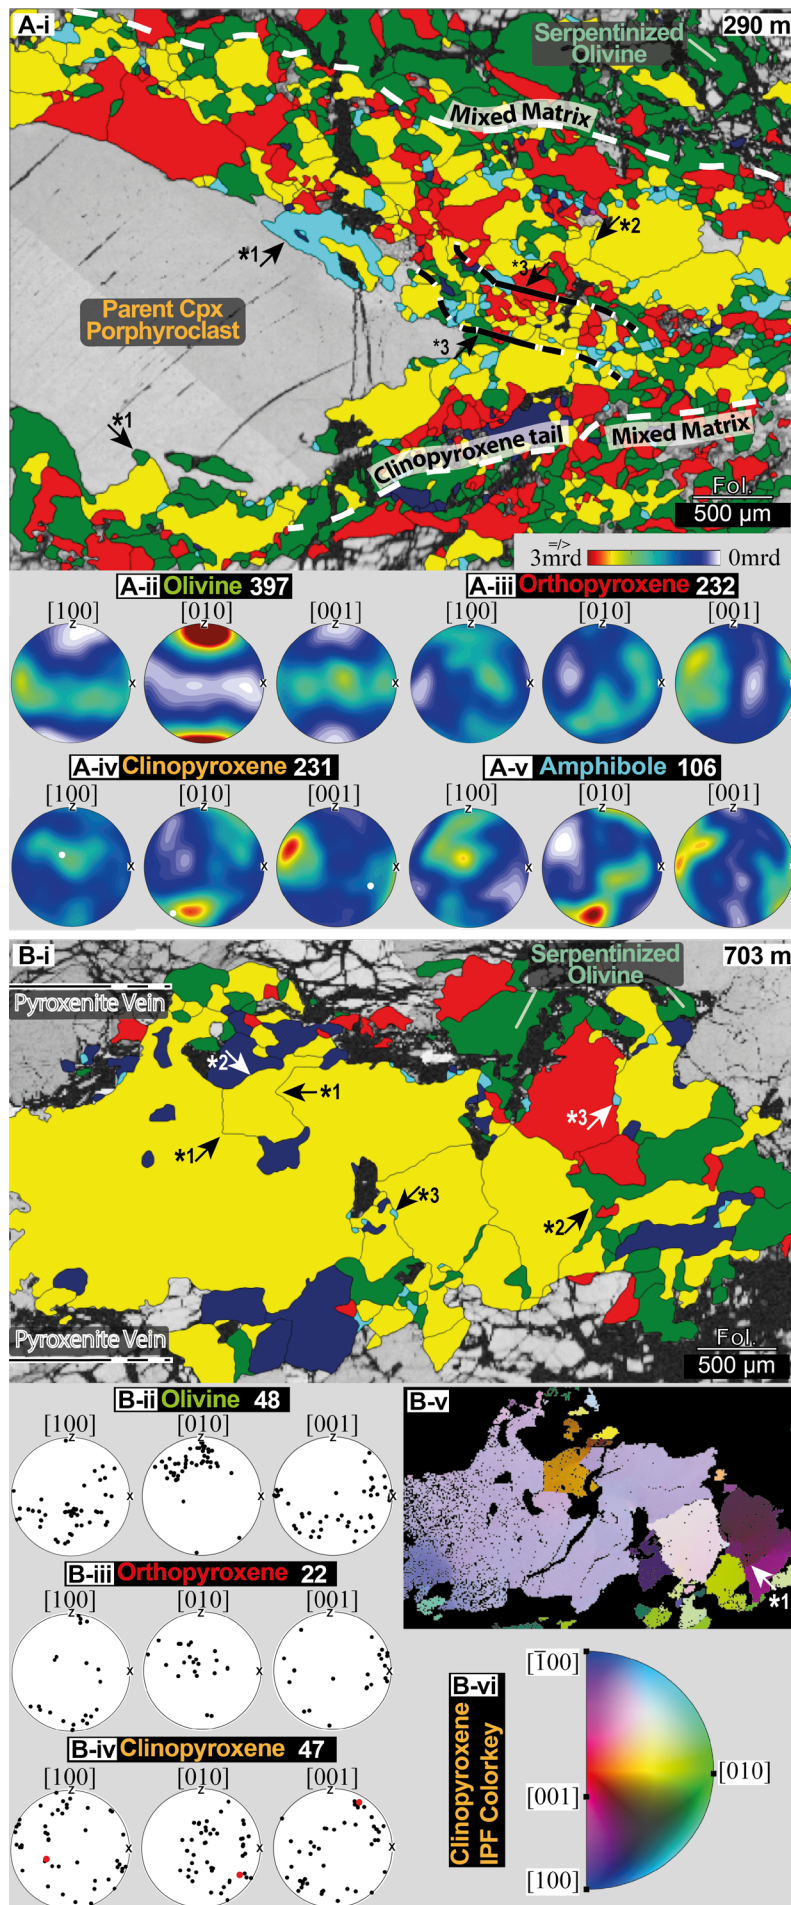 A-i
290 m
Serpentinized
Olivine
Mixed Matrix
*1
*2
*3
Parent Cpx
Porphyroclast
*3
*1
Clinopyroxene tail
Mixed Matrix
Fol.
500 µm
=/>
3mrd
0mrd
A-ii Olivine 397
A-iii Orthopyroxene 232
[100] [010] [001] [100] [010] [001]
Z Z Z Z Z Z
X X
A-iv Clinopyroxene 231
A-v Amphibole 106
[100] [010] [001] [100] [010] [001]
Z Z Z Z Z Z
X X
B-i
Serpentinized
Olivine
703 m
Pyroxenite Vein
*2
*1
*3
*1
*3
*2
Pyroxenite Vein
Fol.
500 µm
B-ii Olivine 48
B-v
[100] [010] [001]
Z Z Z
X X X
B-iii Orthopyroxene 22
*1
[100] [010] [001]
Z Z Z
X X X
B-vi
Clinopyroxene
IPF Colorkey
[1̅00]
[010]
[001]
[100]
B-iv Clinopyroxene 47
[100] [010] [001]
Z Z Z
X X X